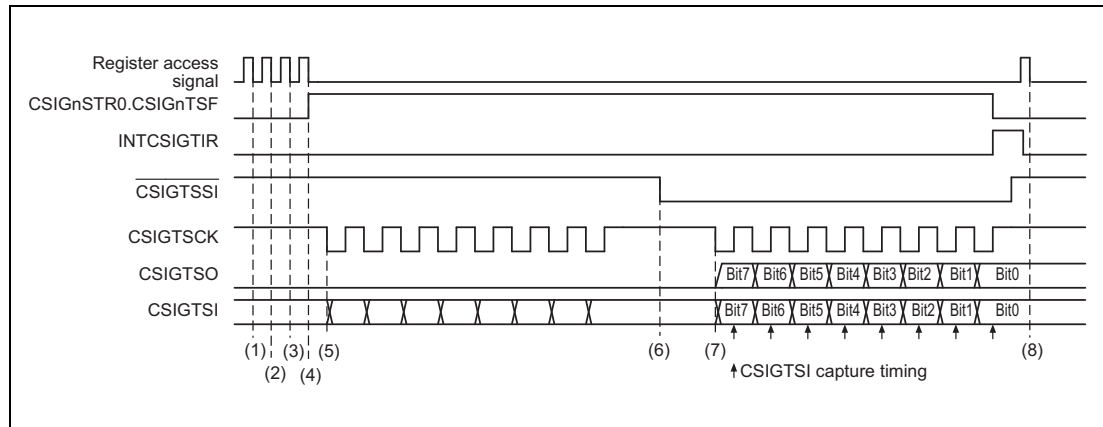 Register access
signal
CSIGnSTR0.CSIGnTSF
INTCSIGTIR
CSIGTSSI
CSIGTSCK
CSIGTSO
Bit7 Bit6 Bit5 Bit4 Bit3 Bit2 Bit1 Bit0
CSIGTSI
Bit7 Bit6 Bit5 Bit4 Bit3 Bit2 Bit1 Bit0
(1) (3) (5) (6) (7) (8)
(2) (4) CSIGTSI capture timing